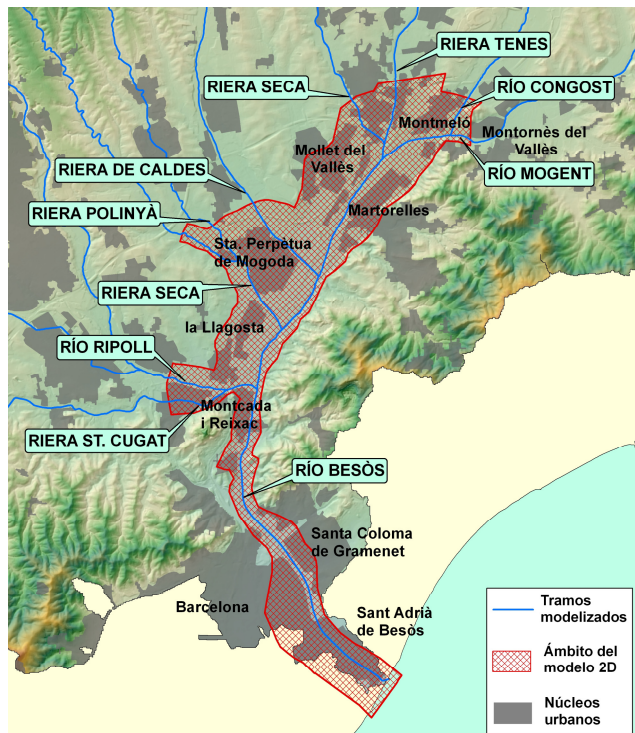 RIERA TENES
RIERA SECA
RÍO CONGOST
Montmeló
Montornès del
Vallès
Mollet del
Vallès
RÍO MOGENT
RIERA DE CALDES
Martorelles
RIERA POLINYÀ
Sta. Perpètua
de Mogoda
RIERA SECA
la Llagosta
RÍO RIPOLL
Montcada
i Reixac
RIERA ST. CUGAT
RÍO BESÒS
Santa Coloma
de Gramenet
Barcelona
Sant Adrià
de Besòs
Tramos
modelizados
Ámbito del
modelo 2D
Núcleos
urbanos